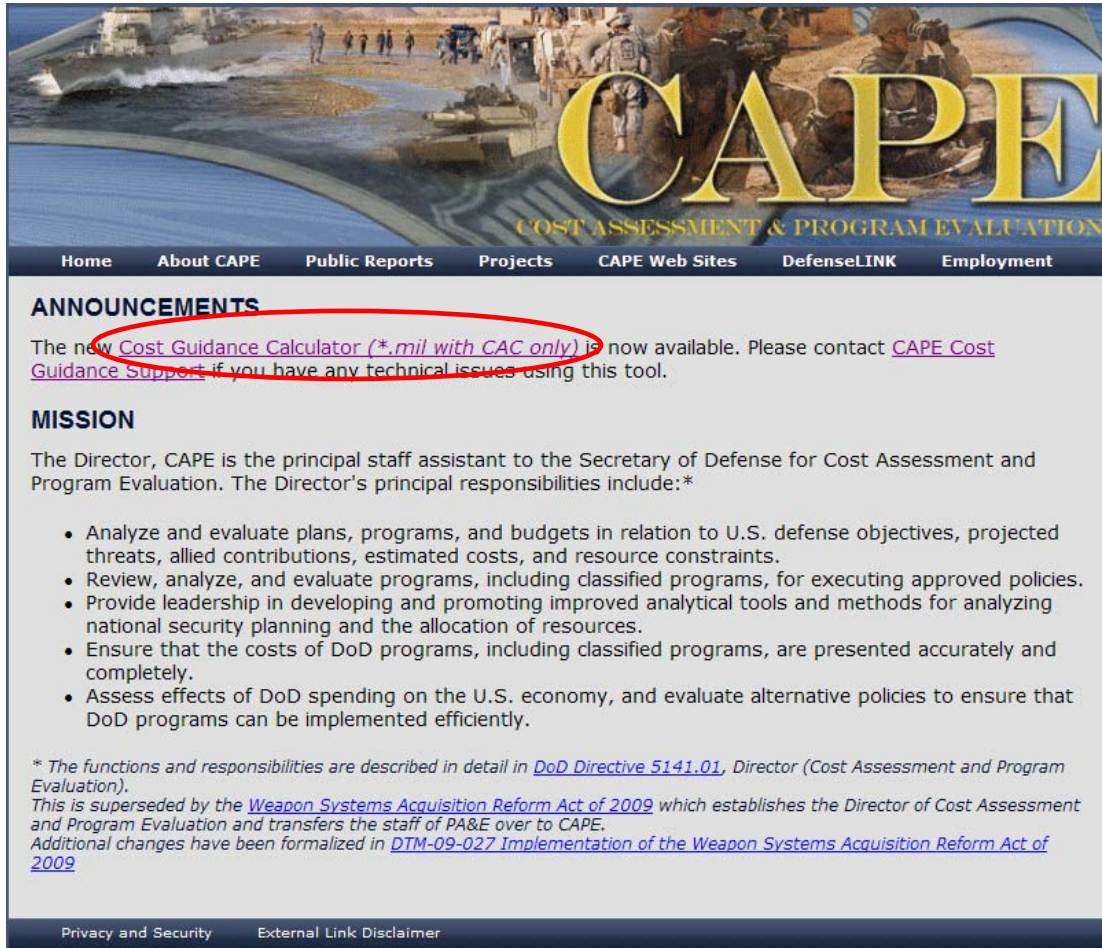 CAPE
COST ASSESSMENT & PROGRAM EVALUATION
Home About CAPE Public Reports Projects CAPE Web Sites DefenseLINK Employment
ANNOUNCEMENTS
The new Cost Guidance Calculator (*.mil with CAC only) is now available. Please contact CAPE Cost
Guidance Support if you have any technical issues using this tool.
MISSION
The Director, CAPE is the principal staff assistant to the Secretary of Defense for Cost Assessment and
Program Evaluation. The Director's principal responsibilities include:*
• Analyze and evaluate plans, programs, and budgets in relation to U.S. defense objectives, projected
threats, allied contributions, estimated costs, and resource constraints.
• Review, analyze, and evaluate programs, including classified programs, for executing approved policies.
• Provide leadership in developing and promoting improved analytical tools and methods for analyzing
national security planning and the allocation of resources.
• Ensure that the costs of DoD programs, including classified programs, are presented accurately and
completely.
• Assess effects of DoD spending on the U.S. economy, and evaluate alternative policies to ensure that
DoD programs can be implemented efficiently.
* The functions and responsibilities are described in detail in DoD Directive 5141.01, Director (Cost Assessment and Program
Evaluation).
This is superseded by the Weapon Systems Acquisition Reform Act of 2009 which establishes the Director of Cost Assessment
and Program Evaluation and transfers the staff of PA&E over to CAPE.
Additional changes have been formalized in DTM-09-027 Implementation of the Weapon Systems Acquisition Reform Act of
2009
Privacy and Security External Link Disclaimer